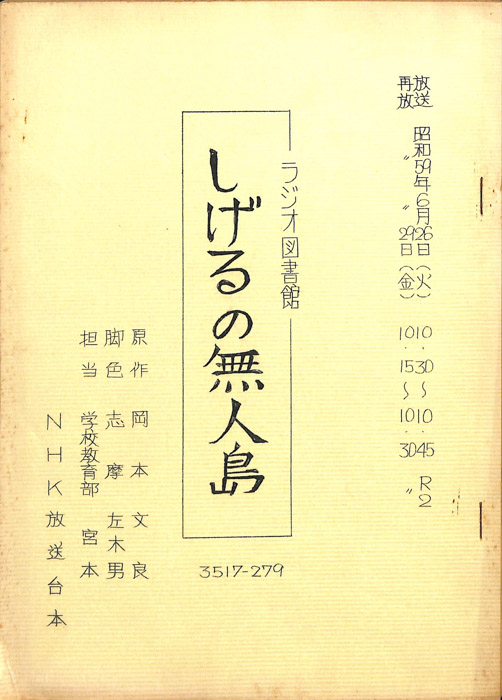 放送 昭和59年6月26日(火) 10.30〜10.45 R2
再放 〃 〃 29日(金) 10.15〜10.30 〃
ラジオ図書館
しげるの無人島
3517-279
原作 岡本文良
脚色 志摩左木男
担当 学校教育部 宮本
NHK放送台本